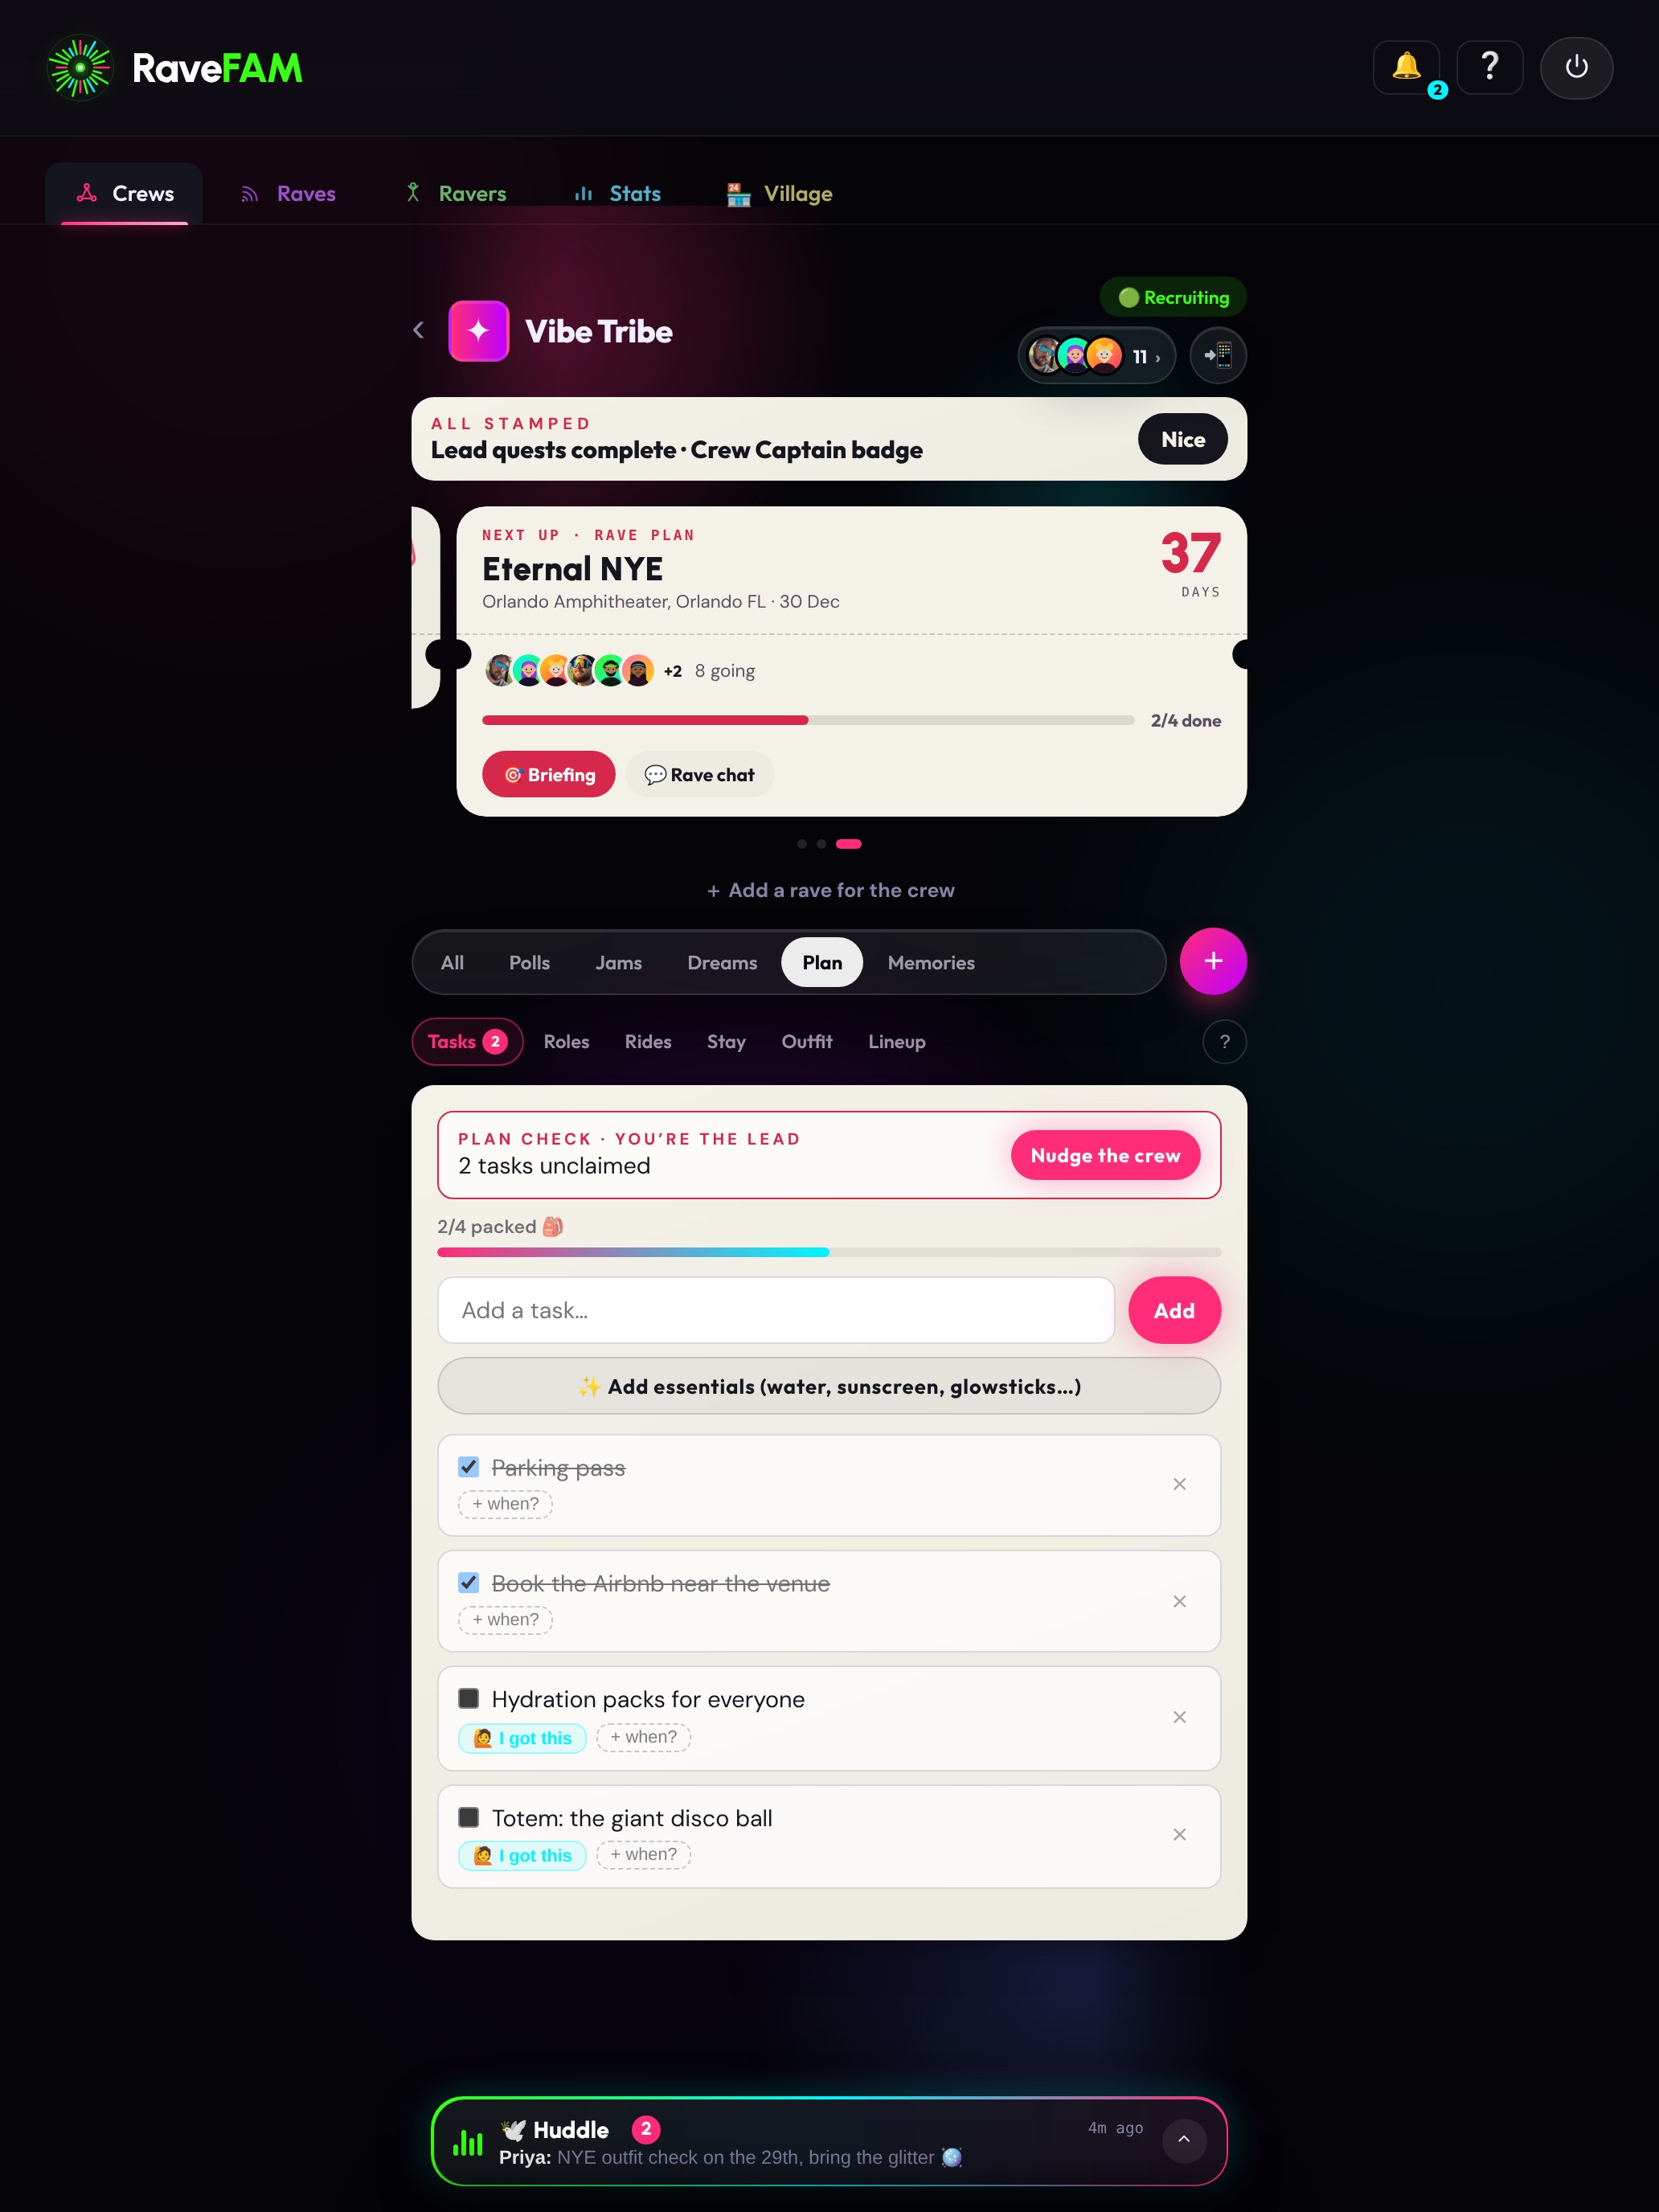 RaveFAM
2
?
Crews
Raves
Ravers
Stats
Village
Recruiting
Vibe Tribe
11 ›
ALL STAMPED
Lead quests complete · Crew Captain badge
Nice
NEXT UP · RAVE PLAN
Eternal NYE
Orlando Amphitheater, Orlando FL · 30 Dec
37
DAYS
+2 8 going
2/4 done
Briefing
Rave chat
+ Add a rave for the crew
All
Polls
Jams
Dreams
Plan
Memories
+
Tasks 2
Roles
Rides
Stay
Outfit
Lineup
?
PLAN CHECK · YOU'RE THE LEAD
2 tasks unclaimed
Nudge the crew
2/4 packed 🎒
Add a task...
Add
✨ Add essentials (water, sunscreen, glowsticks...)
Parking pass
+ when?
×
Book the Airbnb near the venue
+ when?
×
Hydration packs for everyone
🙋 I got this
+ when?
×
Totem: the giant disco ball
🙋 I got this
+ when?
×
🕊️ Huddle 2
4m ago
Priya: NYE outfit check on the 29th, bring the glitter 🪩